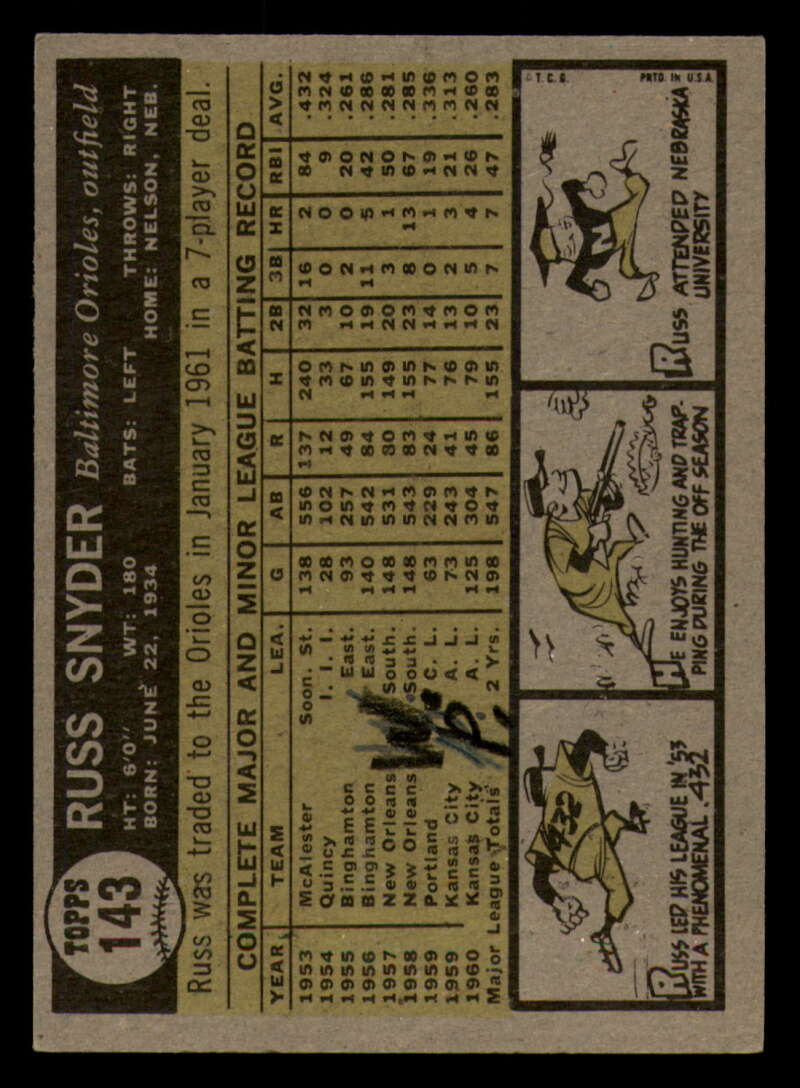 TOPPS
143
RUSS SNYDER Baltimore Orioles, outfield
HT: 6'0" WT: 180 BATS: LEFT THROWS: RIGHT
BORN: JUNE 22, 1934 HOME: NELSON, NEB.
Russ was traded to the Orioles in January 1961 in a 7-player deal.
COMPLETE MAJOR AND MINOR LEAGUE BATTING RECORD
YEAR TEAM LEA. G AB R H 2B 3B HR RBI AVG.
1953 McAlester Soon. St. 138 556 137 240 32 16 2 84 .432
1954 Quincy I. I. I. 28 102 12 33 3 0 0 9 .324
1955 Binghamton East. 93 257 49 67 10 2 0 20 .261
1956 Binghamton East. 140 542 84 155 19 11 5 42 .286
1957 New Orleans South. 148 531 80 149 20 3 1 50 .281
1958 New Orleans South. 148 543 83 155 23 8 13 67 .285
1959 Portland P. C. L. 63 229 24 77 14 0 1 19 .336
1959 Kansas City A. L. 73 243 41 76 13 2 3 21 .313
1960 Kansas City A. L. 125 304 45 79 10 5 4 26 .260
Major League Totals 2 Yrs. 198 547 86 155 23 7 7 47 .283
432
RUSS LED HIS LEAGUE IN '53
WITH A PHENOMENAL .432
HE ENJOYS HUNTING AND TRAP-
PING DURING THE OFF SEASON
© T. C. G. PRTD. IN U.S.A.
N
RUSS ATTENDED NEBRASKA
UNIVERSITY